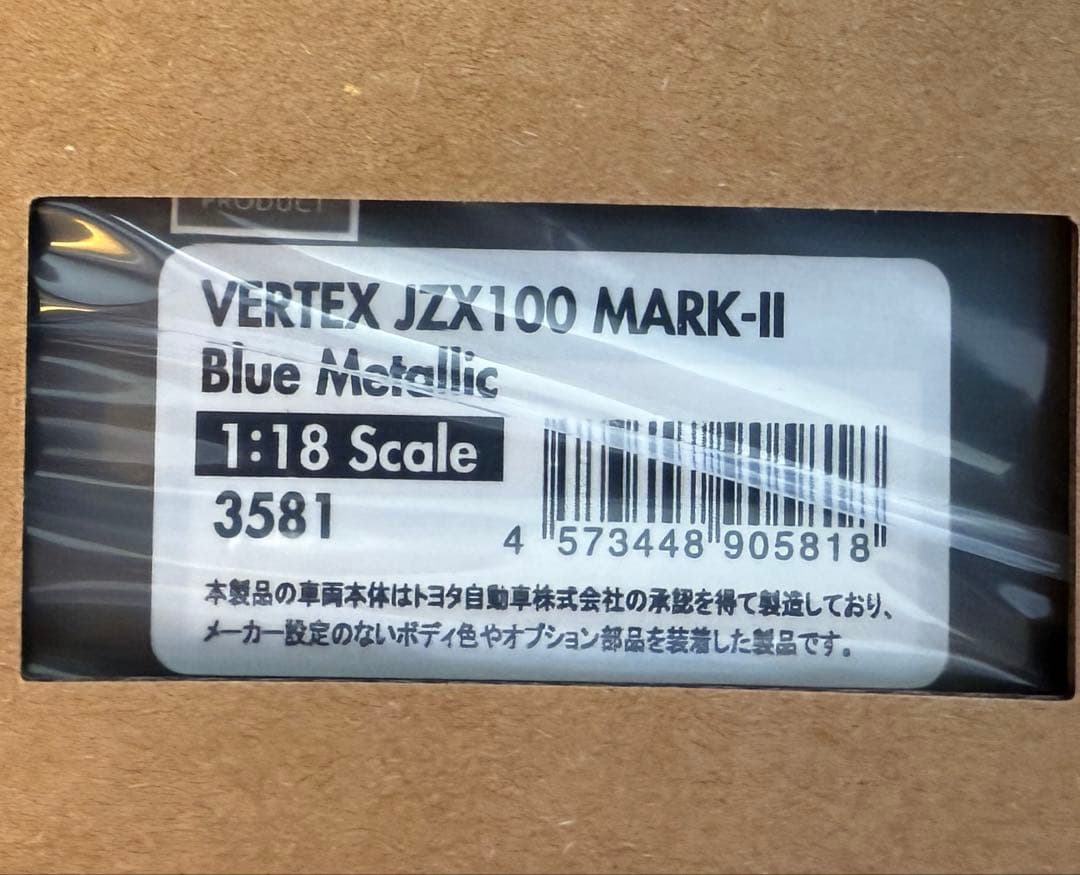 PRODUCT
VERTEX JZX100 MARK-II
Blue Metallic
1:18 Scale
3581
4 573448 905818
本製品の車両本体はトヨタ自動車株式会社の承認を得て製造しており、
メーカー設定のないボディ色やオプション部品を装着した製品です。